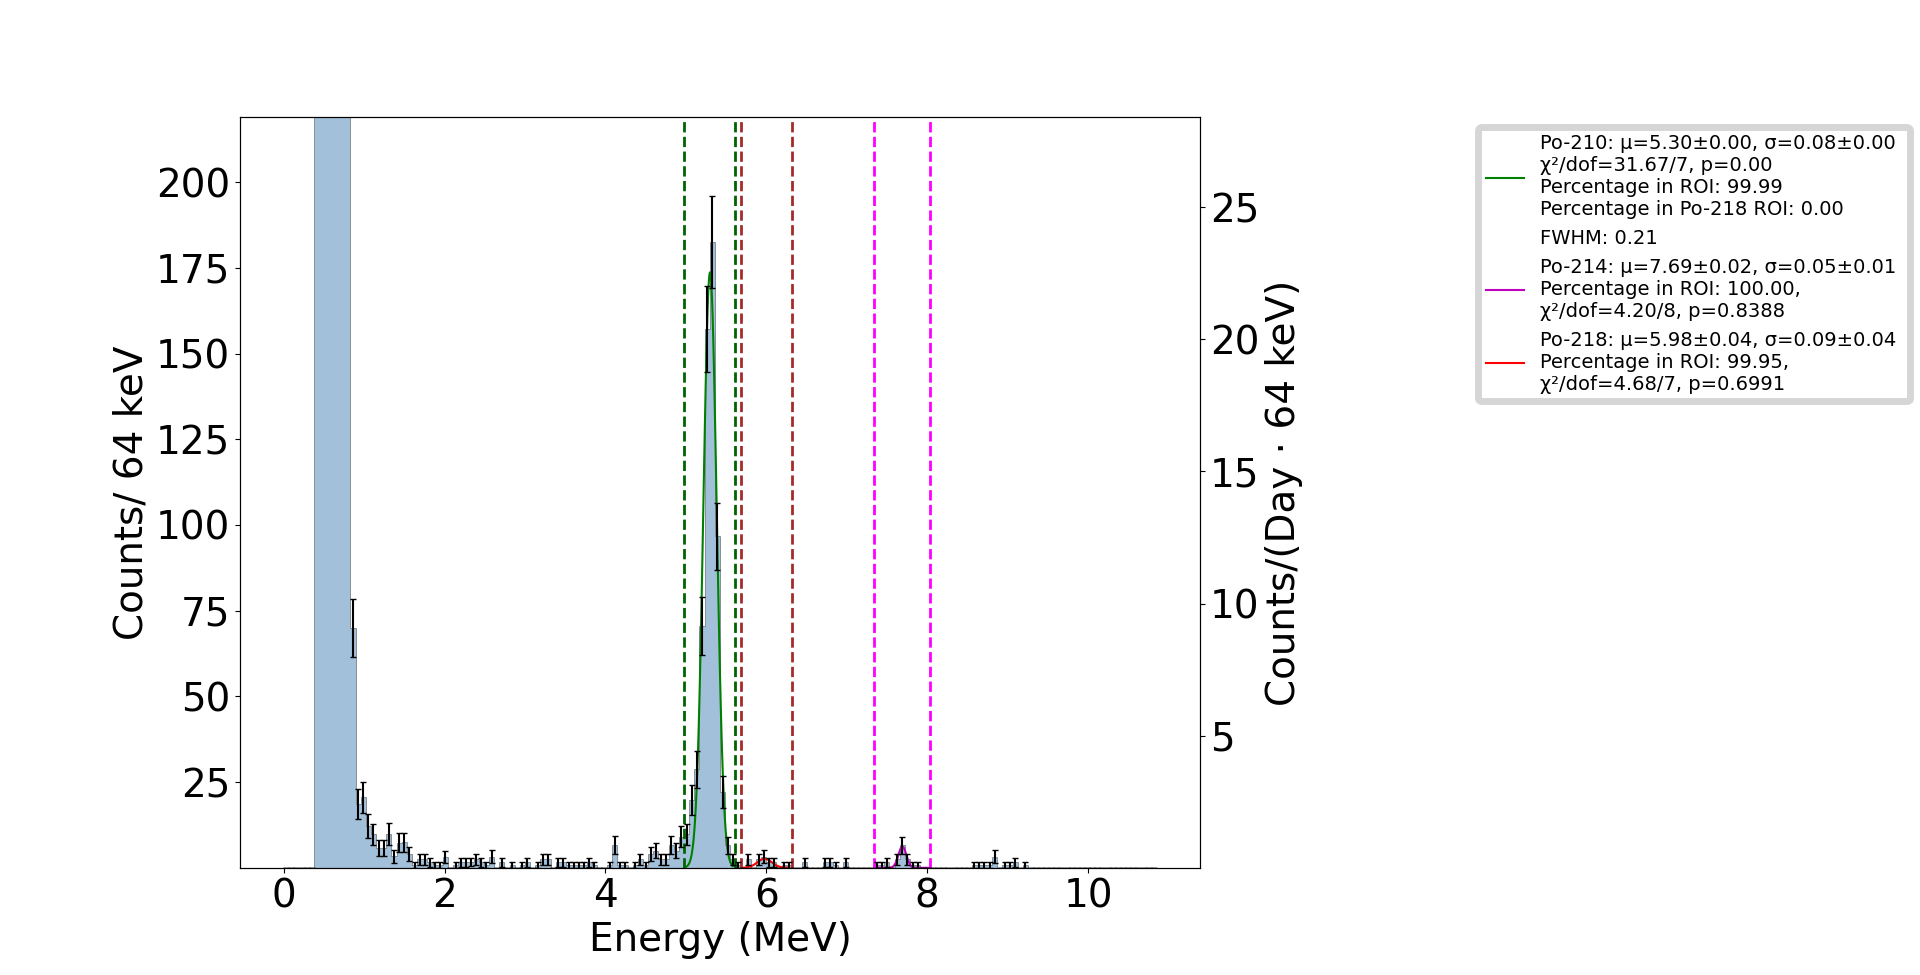 Counts/ 64 keV
200
175
150
125
100
75
50
25
0 2 4 6 8 10
Energy (MeV)
25
20
15
10
5
Counts/(Day · 64 keV)
Po-210: μ=5.30±0.00, σ=0.08±0.00
χ²/dof=31.67/7, p=0.00
Percentage in ROI: 99.99
Percentage in Po-218 ROI: 0.00
FWHM: 0.21
Po-214: μ=7.69±0.02, σ=0.05±0.01
Percentage in ROI: 100.00,
χ²/dof=4.20/8, p=0.8388
Po-218: μ=5.98±0.04, σ=0.09±0.04
Percentage in ROI: 99.95,
χ²/dof=4.68/7, p=0.6991